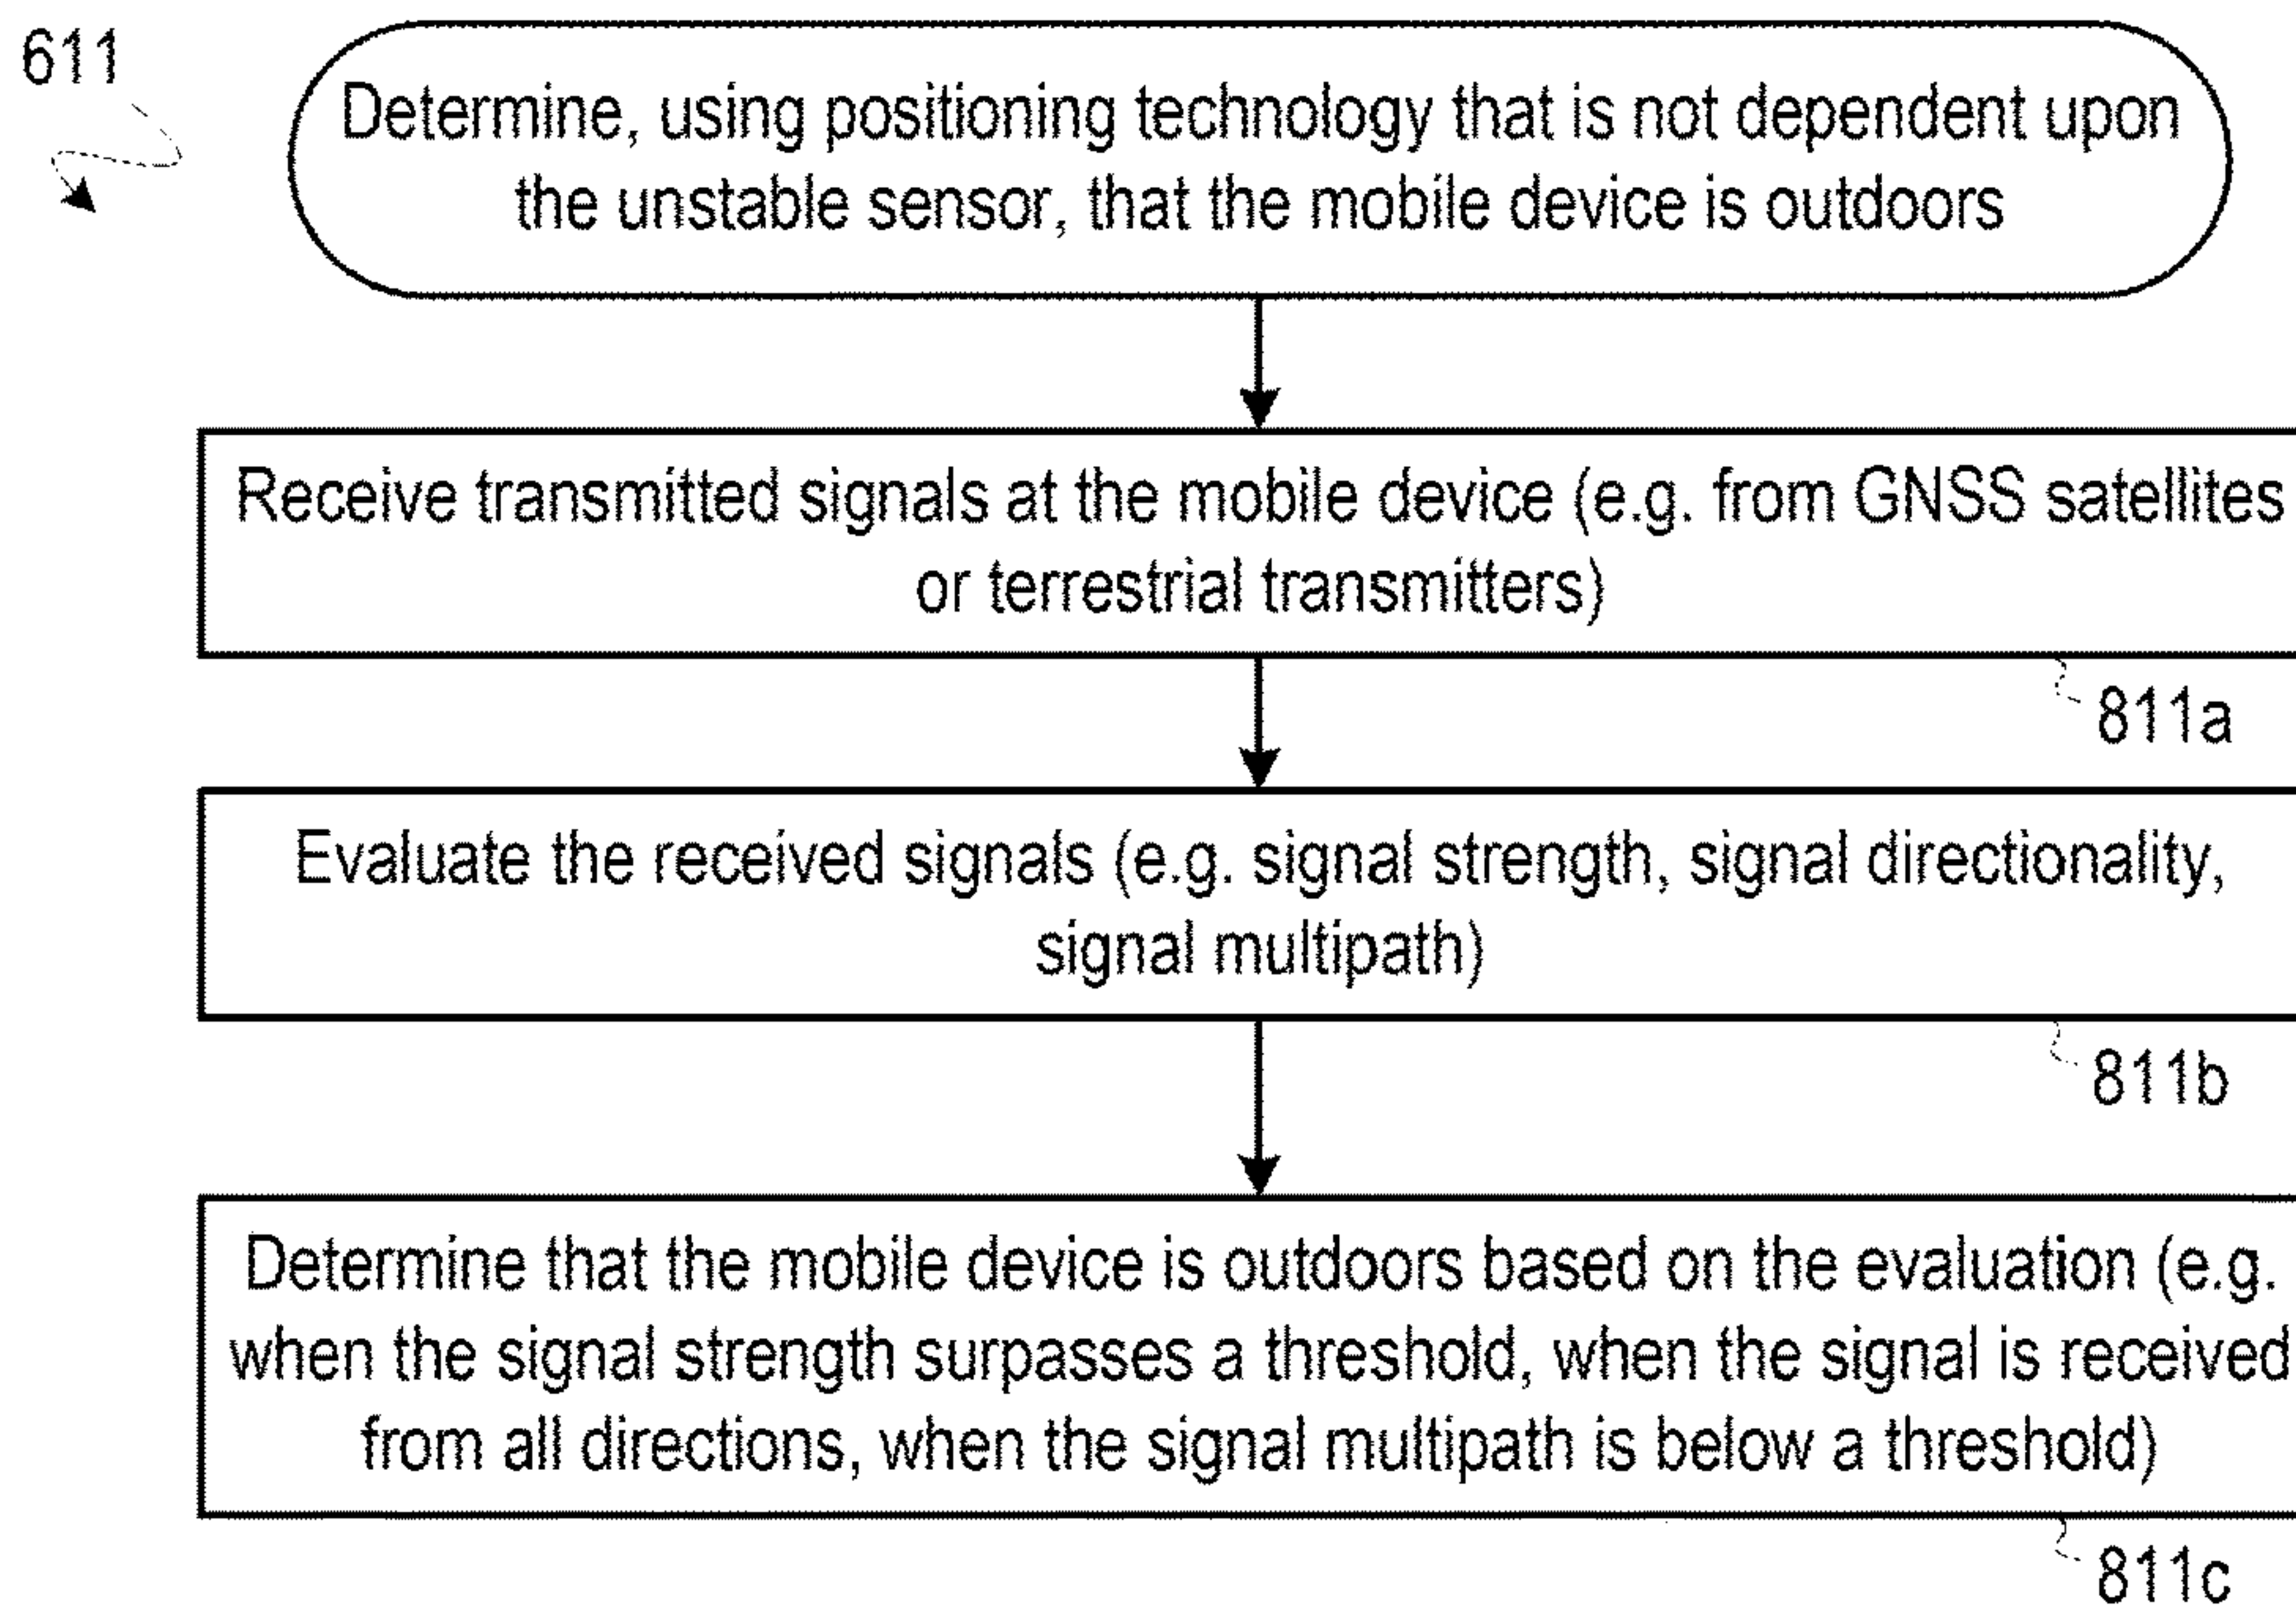 611
Determine, using positioning technology that is not dependent upon
the unstable sensor, that the mobile device is outdoors
Receive transmitted signals at the mobile device (e.g. from GNSS satellites
or terrestrial transmitters)
811a
Evaluate the received signals (e.g. signal strength, signal directionality,
signal multipath)
811b
Determine that the mobile device is outdoors based on the evaluation (e.g.
when the signal strength surpasses a threshold, when the signal is received
from all directions, when the signal multipath is below a threshold)
811c